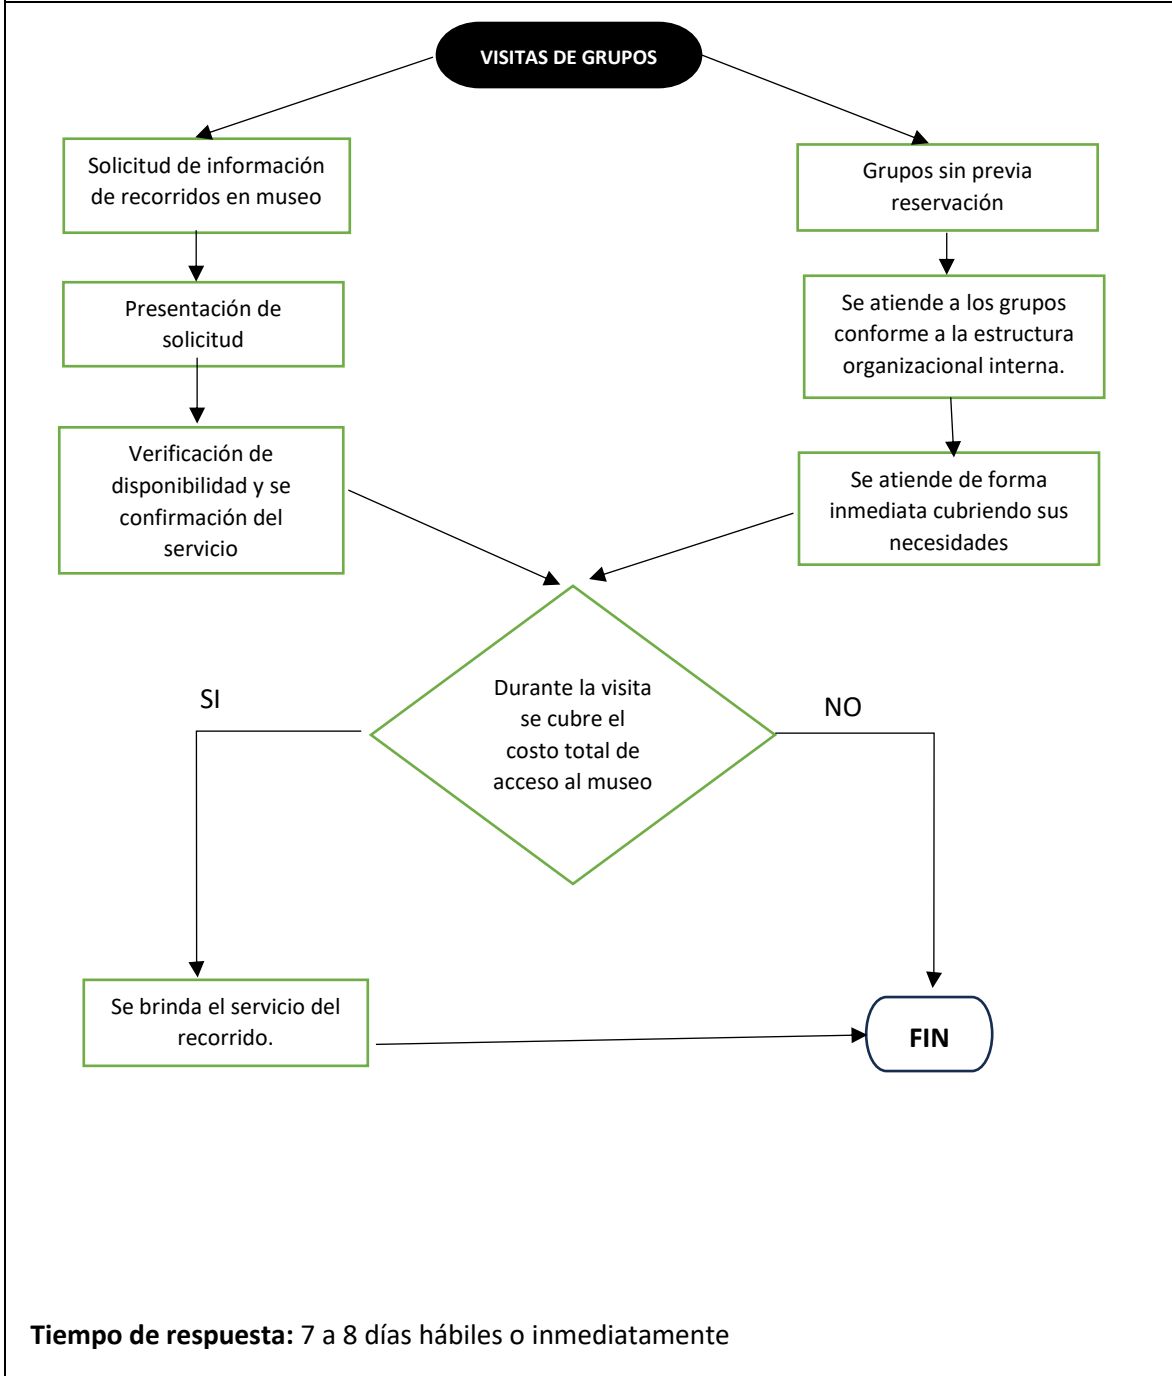 VISITAS DE GRUPOS
Solicitud de información
de recorridos en museo
Grupos sin previa
reservación
Presentación de
solicitud
Se atiende a los grupos
conforme a la estructura
organizacional interna.
Verificación de
disponibilidad y se
confirmación del
servicio
Se atiende de forma
inmediata cubriendo sus
necesidades
Durante la visita
se cubre el
costo total de
acceso al museo
SI
NO
Se brinda el servicio del
recorrido.
FIN
Tiempo de respuesta: 7 a 8 días hábiles o inmediatamente